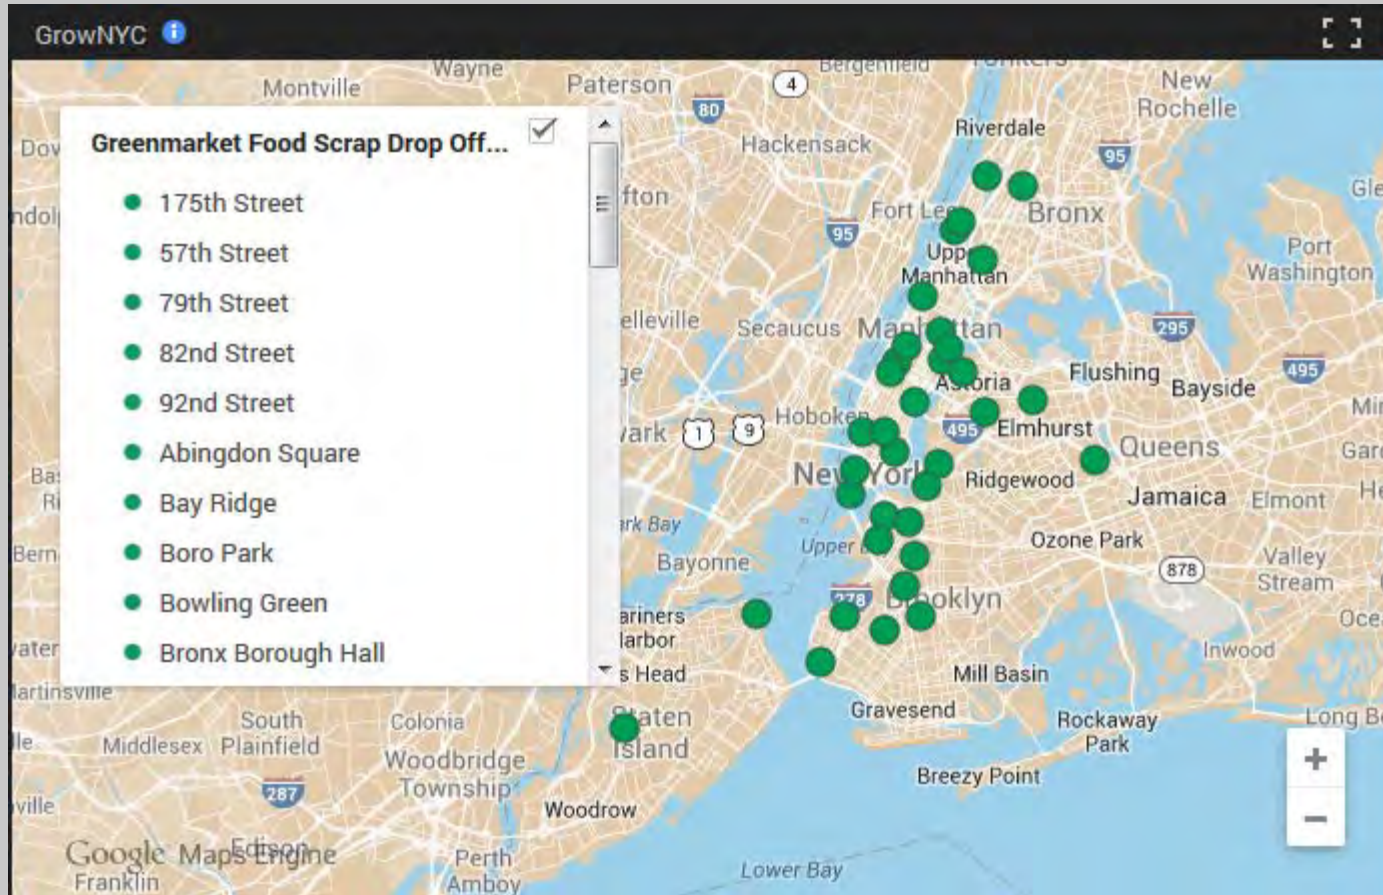 GrowNYC
Greenmarket Food Scrap Drop Off...
175th Street
57th Street
79th Street
82nd Street
92nd Street
Abingdon Square
Bay Ridge
Boro Park
Bowling Green
Bronx Borough Hall
Wayne
Montville
Paterson
4
80
Hackensack
Riverdale
New
Rochelle
95
Fort Lee
95
Bronx
Upper
Manhattan
Port
Washington
Secaucus
Manhattan
295
495
Astoria
Flushing
Bayside
Hoboken
1
9
495
Elmhurst
Queens
New York
Ridgewood
Jamaica
Elmont
Upper
Ozone Park
Bayonne
878
Valley
Stream
278
Brooklyn
Inwood
s Head
Mill Basin
Staten
Island
Gravesend
Rockaway
Park
Long B
Breezy Point
South
Plainfield
Colonia
Middlesex
Woodbridge
Township
287
Woodrow
Google Maps Engine
Edison
Franklin
Perth
Amboy
Lower Bay
+
−